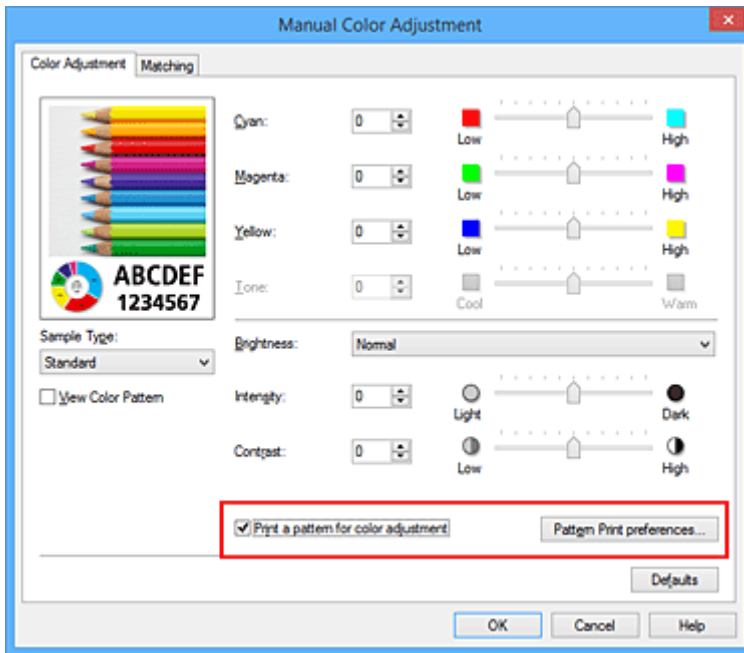 Manual Color Adjustment
Color Adjustment Matching
Cyan: 0 Low High
Magenta: 0 Low High
Yellow: 0 Low High
Tone: 0 Cool Warm
ABCDEF
1234567
Sample Type:
Standard
View Color Pattern
Brightness: Normal
Intensity: 0 Light Dark
Contrast: 0 Low High
Print a pattern for color adjustment Pattern Print preferences...
Defaults
OK Cancel Help